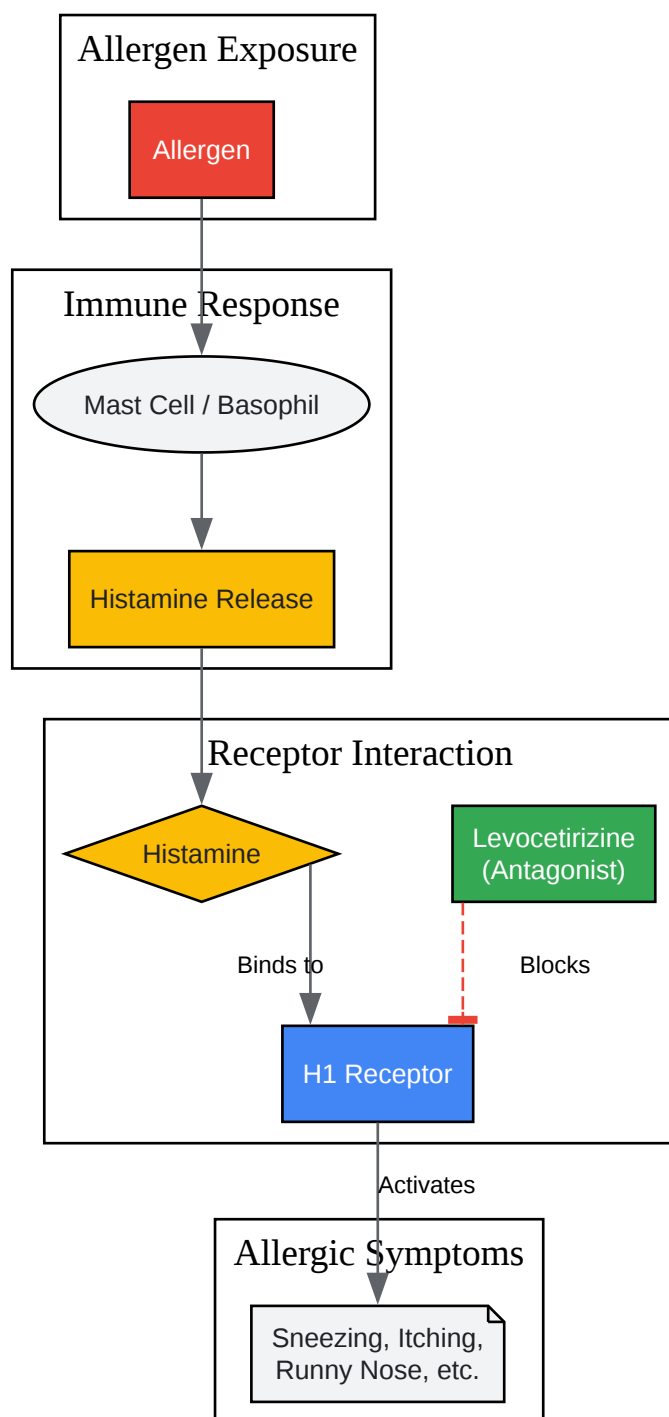 Allergen Exposure
Allergen
Immune Response
Mast Cell / Basophil
Histamine Release
Receptor Interaction
Histamine
Levocetirizine
(Antagonist)
Binds to
Blocks
H1 Receptor
Activates
Allergic Symptoms
Sneezing, Itching,
Runny Nose, etc.